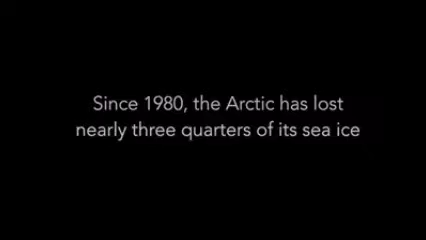 Since 1980, the Arctic has lost
nearly three quarters of its sea ice